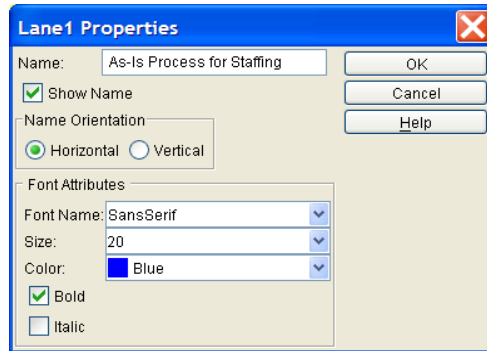 Lane1 Properties
Name: As-Is Process for Staffing OK
Show Name Cancel
Name Orientation Help
Horizontal Vertical
Font Attributes
Font Name: SansSerif
Size: 20
Color: Blue
Bold
Italic